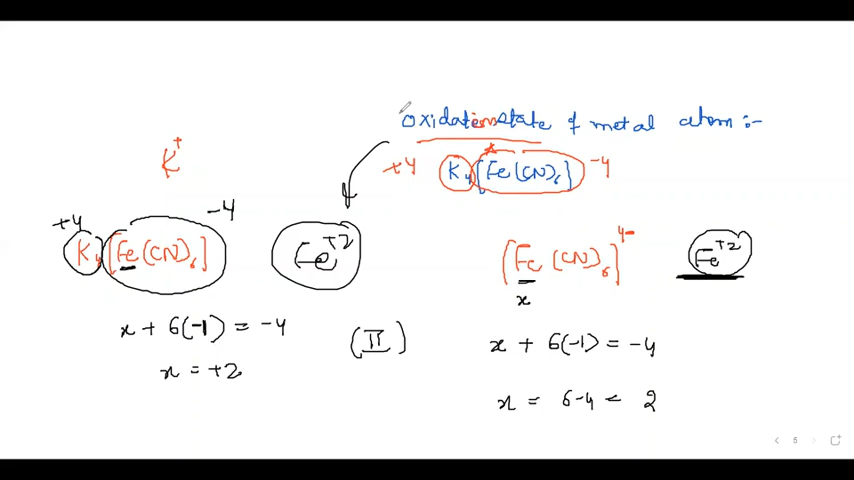 Oxidation state of metal atom :-
K⁺
+4 K₄[Fe(CN)₆] -4
+4 K₄[Fe(CN)₆] -4
Fe⁺²
[Fe(CN)₆]⁴⁻
Fe⁺²
x
x + 6(-1) = -4
(II)
x + 6(-1) = -4
x = +2
x = 6-4 = 2
5